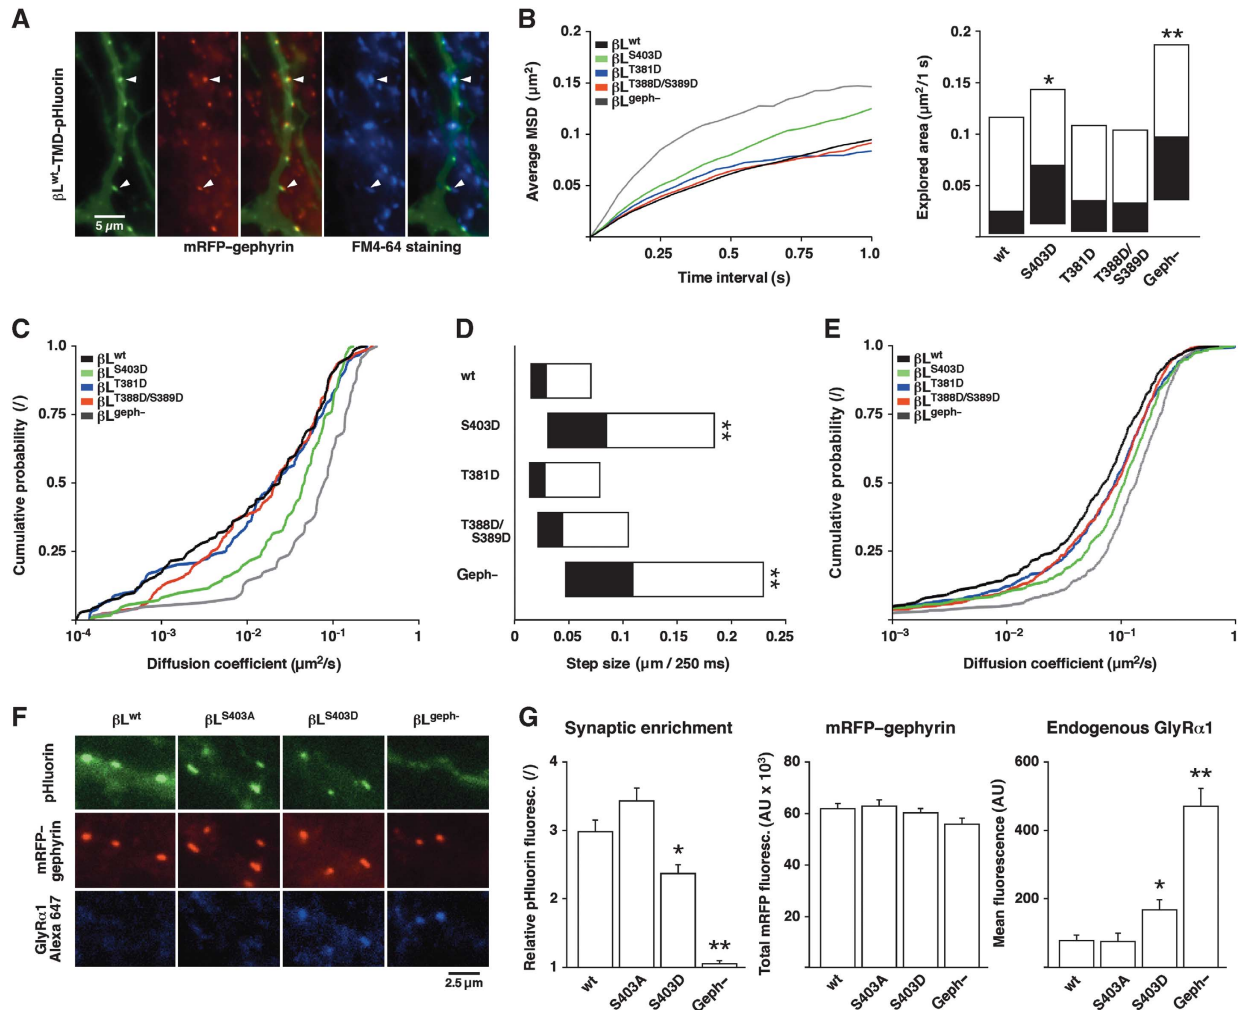 A
βLwt–TMD–pHluorin
5 µm
mRFP–gephyrin
FM4-64 staining
B
Average MSD (µm2)
0.2
0.15
0.1
0.05
βLwt
βLS403D
βLT381D
βLT388D/S389D
βLgeph–
0.25
0.5
0.75
1.0
Time interval (s)
Explored area (µm2/1 s)
0.2
0.15
0.1
0.05
*
**
wt
S403D
T381D
T388D/
S389D
Geph–
C
Cumulative probability (/)
1.0
0.75
0.5
0.25
βLwt
βLS403D
βLT381D
βLT388D/S389D
βLgeph–
10–4
10–3
10–2
10–1
1
Diffusion coefficient (µm2/s)
D
wt
S403D
**
T381D
T388D/
S389D
Geph–
**
0
0.05
0.1
0.15
0.2
0.25
Step size (µm / 250 ms)
E
Cumulative probability (/)
1.0
0.75
0.5
0.25
βLwt
βLS403D
βLT381D
βLT388D/S389D
βLgeph–
10–3
10–2
10–1
1
Diffusion coefficient (µm2/s)
F
βLwt
βLS403A
βLS403D
βLgeph-
pHluorin
mRFP–
gephyrin
GlyRα1
Alexa 647
2.5 µm
G
Synaptic enrichment
Relative pHluorin fluoresc. (/)
4
3
2
1
*
**
wt
S403A
S403D
Geph–
mRFP–gephyrin
Total mRFP fluoresc. (AU x 103)
80
60
40
20
wt
S403A
S403D
Geph–
Endogenous GlyRα1
Mean fluorescence (AU)
600
400
200
*
**
wt
S403A
S403D
Geph–